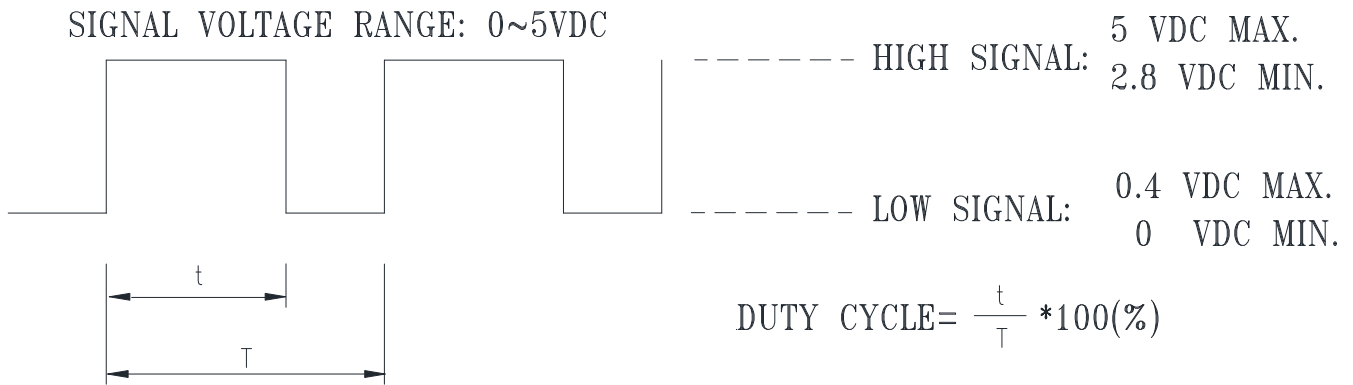 SIGNAL VOLTAGE RANGE: 0~5VDC
HIGH SIGNAL: 5 VDC MAX.
2.8 VDC MIN.
LOW SIGNAL: 0.4 VDC MAX.
0 VDC MIN.
t
T
DUTY CYCLE= t/T *100(%)